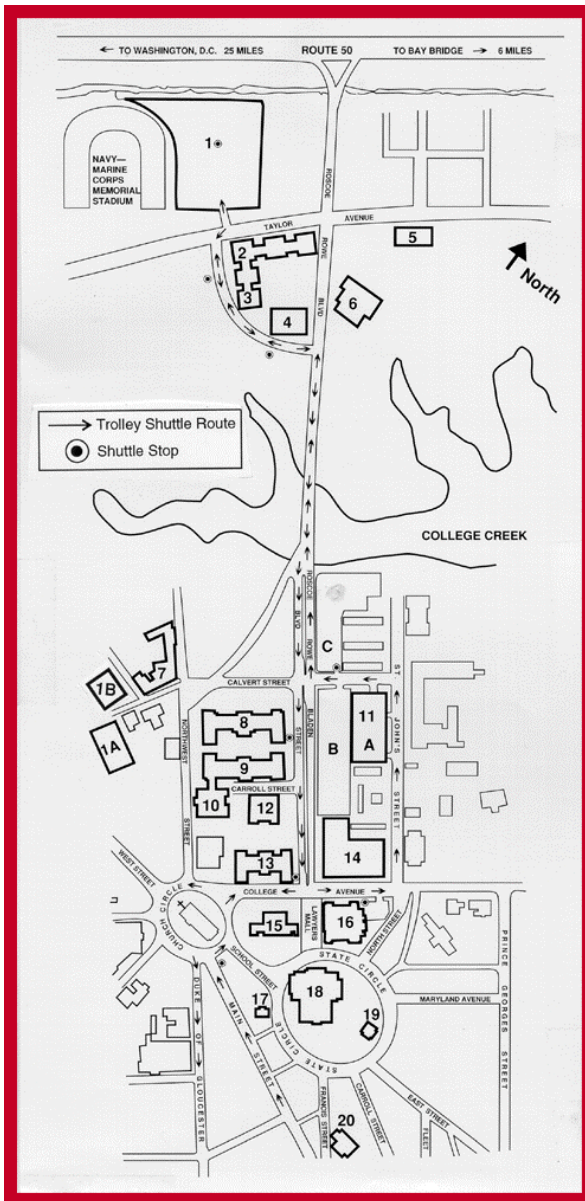 ← TO WASHINGTON, D.C. 25 MILES ROUTE 50 TO BAY BRIDGE → 6 MILES
1
NAVY—
MARINE
CORPS
MEMORIAL
STADIUM
ROSCOE
TAYLOR AVENUE
ROWE
BLVD
2
3
4
5
6
North
→ Trolley Shuttle Route
Shuttle Stop
COLLEGE CREEK
ROSCOE
ROWE
BLVD
C
ST. JOHN'S STREET
7
1B
1A
CALVERT STREET
NORTHWEST STREET
BLADEN
STREET
8
9
B
11
A
CARROLL STREET
10
12
13
14
WEST STREET
COLLEGE AVENUE
CHURCH CIRCLE
15
LAWYERS
MALL
16
NORTH STREET
SCHOOL STREET
STATE CIRCLE
17
18
19
STATE CIRCLE
MARYLAND AVENUE
PRINCE GEORGES STREET
DUKE OF GLOUCESTER
MAIN STREET
FRANCIS STREET
CARROLL STREET
EAST STREET
FLEET
20